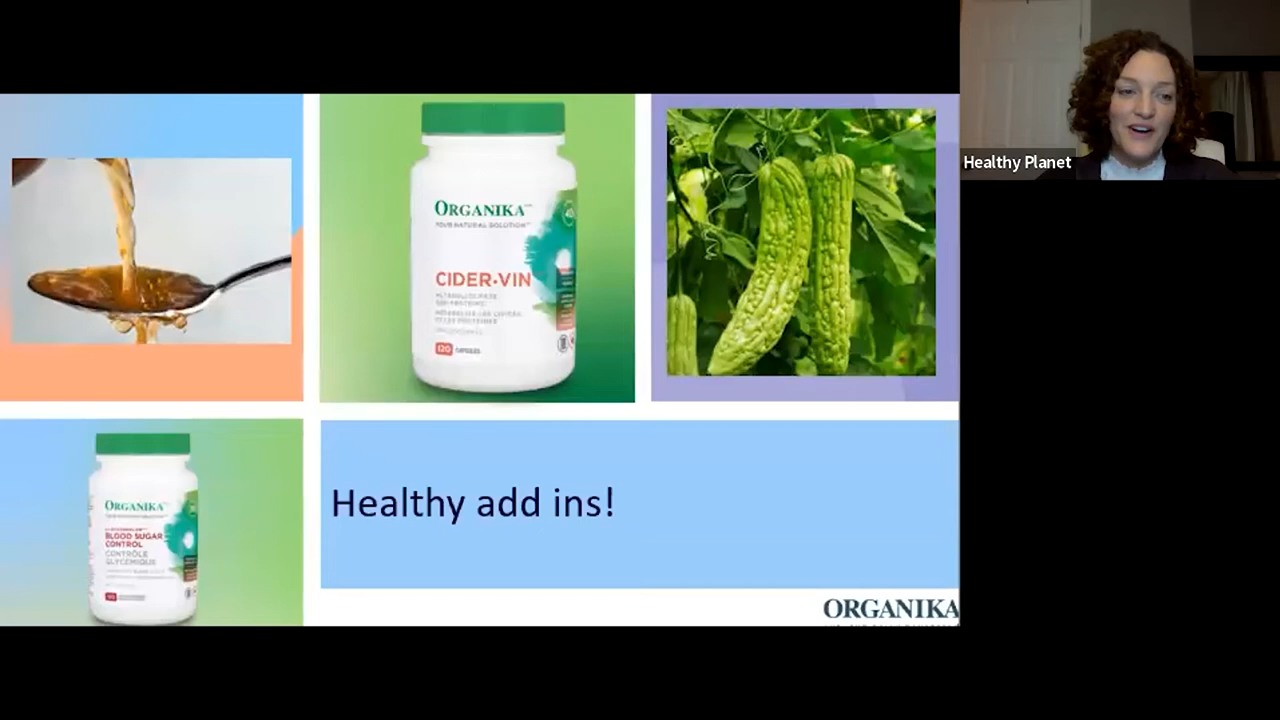 ORGANIKA
YOUR NATURAL SOLUTION
CIDER-VIN
120 CAPSULES
ORGANIKA
BLOOD SUGAR
CONTROL
CONTRÔLE
GLYCÉMIQUE
Healthy add ins!
ORGANIKA
Healthy Planet